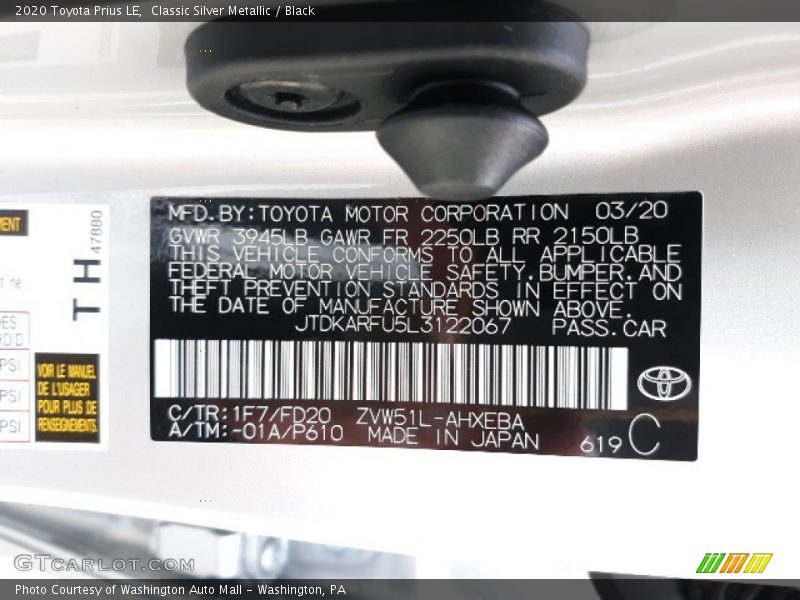 2020 Toyota Prius LE,  Classic Silver Metallic / Black
MFD.BY:TOYOTA MOTOR CORPORATION 03/20
GVWR 3945LB GAWR FR 2250LB RR 2150LB
THIS VEHICLE CONFORMS TO ALL APPLICABLE
FEDERAL MOTOR VEHICLE SAFETY,BUMPER,AND
THEFT PREVENTION STANDARDS IN EFFECT ON
THE DATE OF MANUFACTURE SHOWN ABOVE.
JTDKARFU5L3122067 PASS.CAR
C/TR:1F7/FD20 ZVW51L-AHXEBA
A/TM:-01A/P610 MADE IN JAPAN
619C
TH
47880
PSI
PSI
PSI
VOIR LE MANUEL
DE L'USAGER
POUR PLUS DE
RENSEIGNEMENTS
GTCARLOT.COM
Photo Courtesy of Washington Auto Mall - Washington, PA